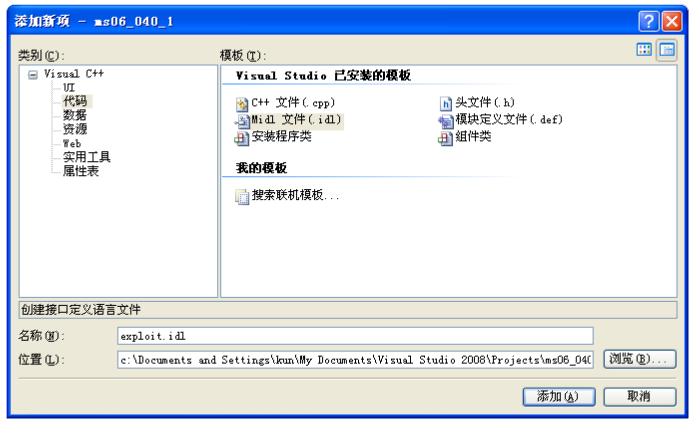 添加新项 - ms06_040_1
类别(C):
模板(T):
Visual C++
UI
代码
数据
资源
Web
实用工具
属性表
Visual Studio 已安装的模板
C++ 文件(.cpp)
头文件(.h)
Midl 文件(.idl)
模块定义文件(.def)
安装程序类
组件类
我的模板
搜索联机模板...
创建接口定义语言文件
名称(N):
exploit.idl
位置(L):
c:\Documents and Settings\kun\My Documents\Visual Studio 2008\Projects\ms06_040
浏览(B)...
添加(A)
取消